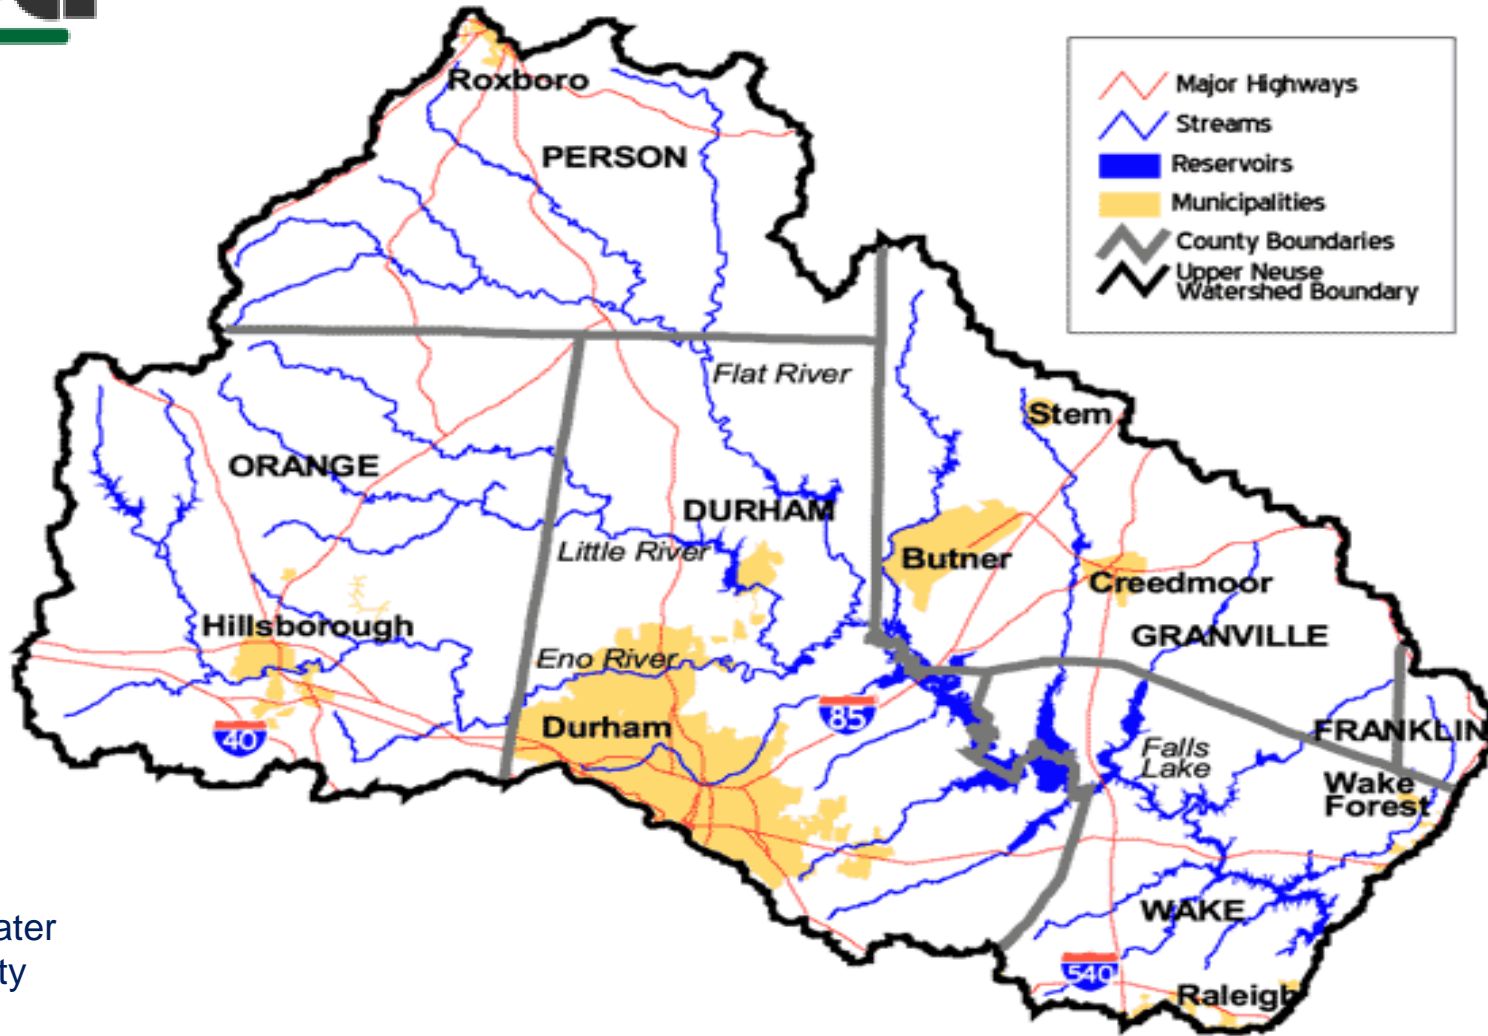 Roxboro
PERSON
Major Highways
Streams
Reservoirs
Municipalities
County Boundaries
Upper Neuse
Watershed Boundary
Flat River
Stem
ORANGE
DURHAM
Little River
Butner
Creedmoor
Hillsborough
GRANVILLE
Eno River
40
Durham
85
Falls
Lake
FRANKLIN
Wake
Forest
WAKE
540
Raleigh
ater
ty